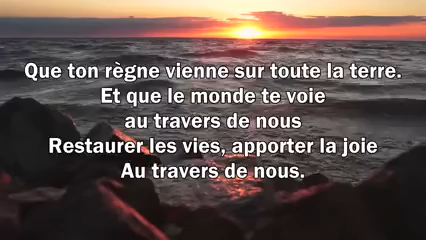 Que ton règne vienne sur toute la terre.
Et que le monde te voie
au travers de nous
Restaurer les vies, apporter la joie
Au travers de nous.